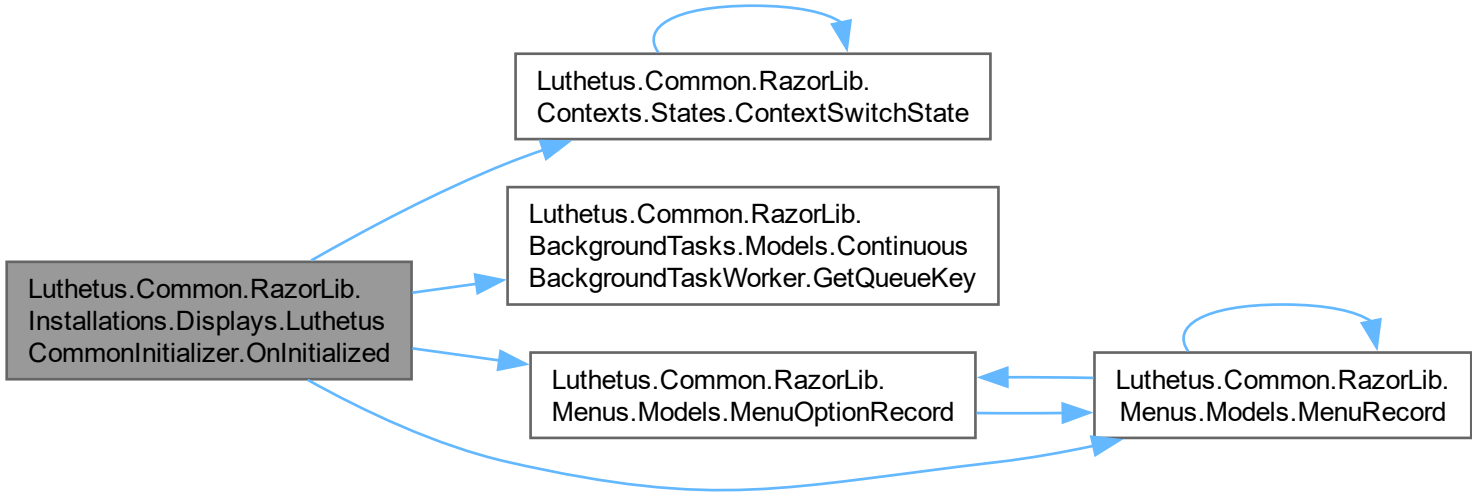 Luthetus.Common.RazorLib.
Contexts.States.ContextSwitchState
Luthetus.Common.RazorLib.
BackgroundTasks.Models.Continuous
BackgroundTaskWorker.GetQueueKey
Luthetus.Common.RazorLib.
Installations.Displays.Luthetus
CommonInitializer.OnInitialized
Luthetus.Common.RazorLib.
Menus.Models.MenuOptionRecord
Luthetus.Common.RazorLib.
Menus.Models.MenuRecord